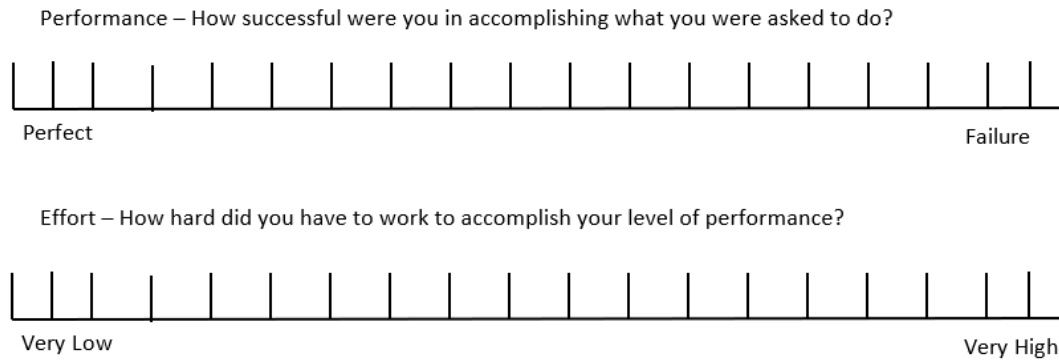 Performance – How successful were you in accomplishing what you were asked to do?
Perfect
Failure
Effort – How hard did you have to work to accomplish your level of performance?
Very Low
Very High